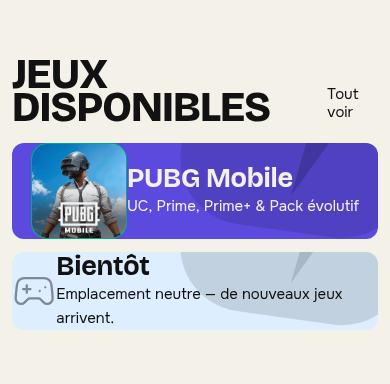 JEUX
DISPONIBLES
Tout
voir
PUBG Mobile
UC, Prime, Prime+ & Pack évolutif
PUBG
MOBILE
Bientôt
Emplacement neutre — de nouveaux jeux
arrivent.